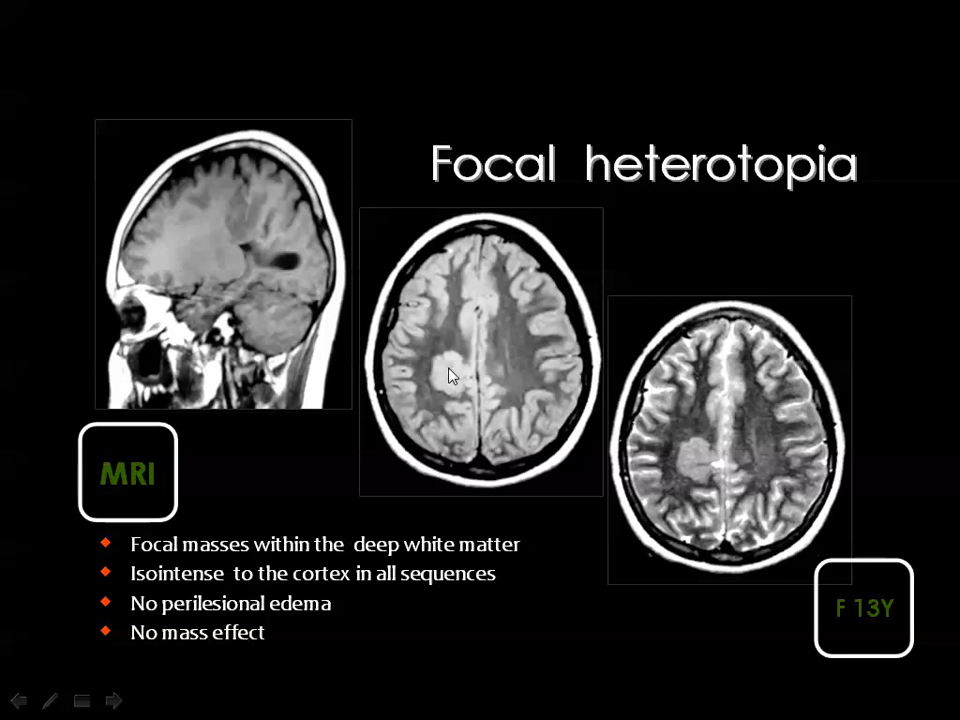 Focal heterotopia
MRI
Focal masses within the deep white matter
Isointense to the cortex in all sequences
No perilesional edema
No mass effect
F 13Y